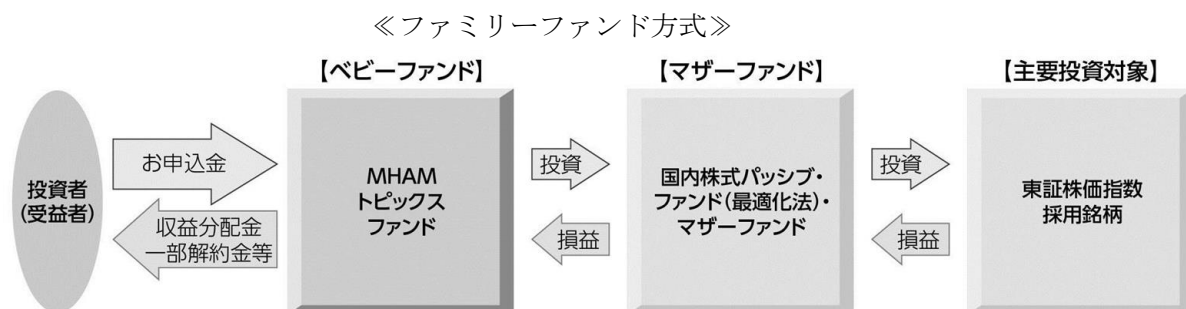 ≪ファミリーファンド方式≫
【ベビーファンド】
【マザーファンド】
【主要投資対象】
投資者
(受益者)
お申込金
収益分配金
一部解約金等
MHAM
トピックス
ファンド
投資
損益
国内株式パッシブ・
ファンド(最適化法)・
マザーファンド
投資
損益
東証株価指数
採用銘柄